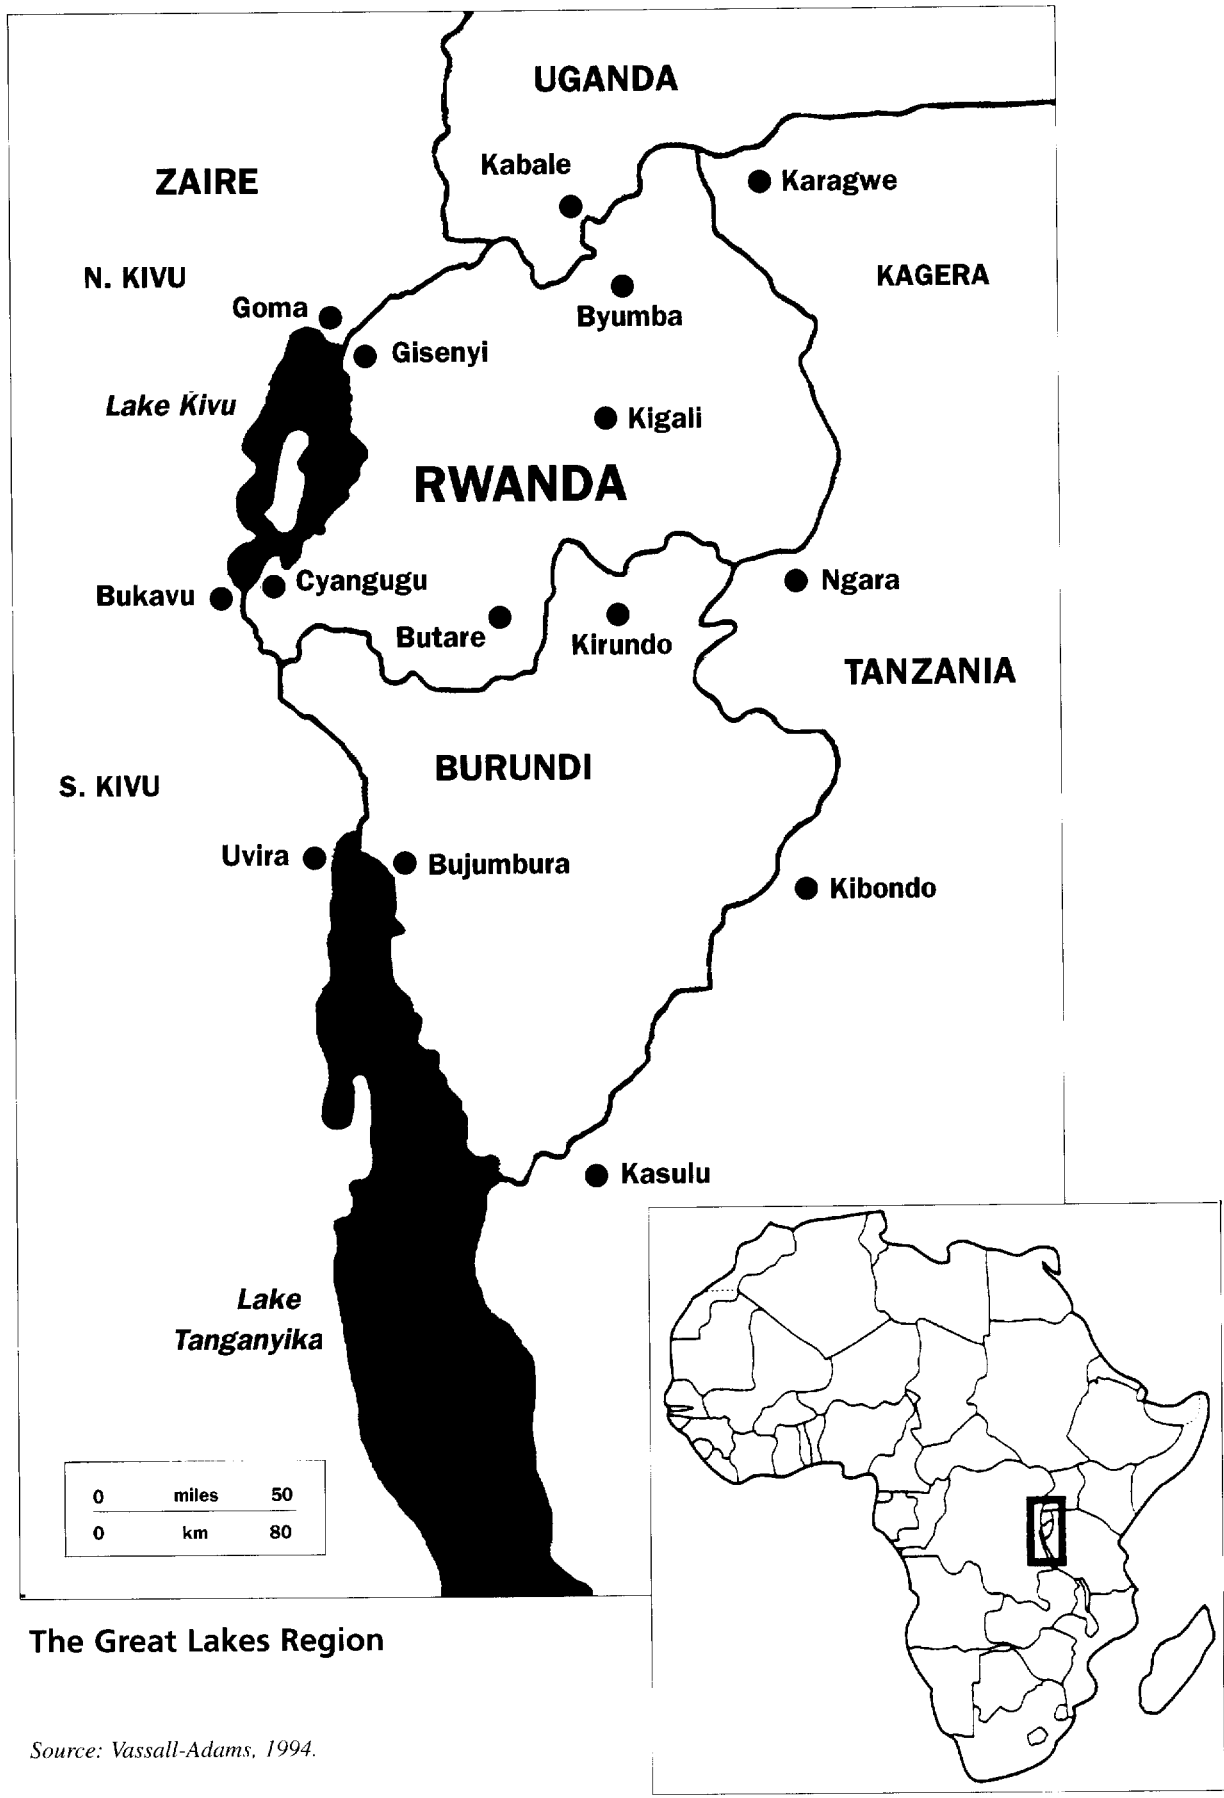 UGANDA
Kabale
ZAIRE
Karagwe
N. KIVU
KAGERA
Goma
Byumba
Gisenyi
Lake Kivu
Kigali
RWANDA
Cyangugu
Ngara
Bukavu
Butare
Kirundo
TANZANIA
BURUNDI
S. KIVU
Uvira
Bujumbura
Kibondo
Kasulu
Lake
Tanganyika
0 miles 50
0 km 80
The Great Lakes Region
Source: Vassall-Adams, 1994.